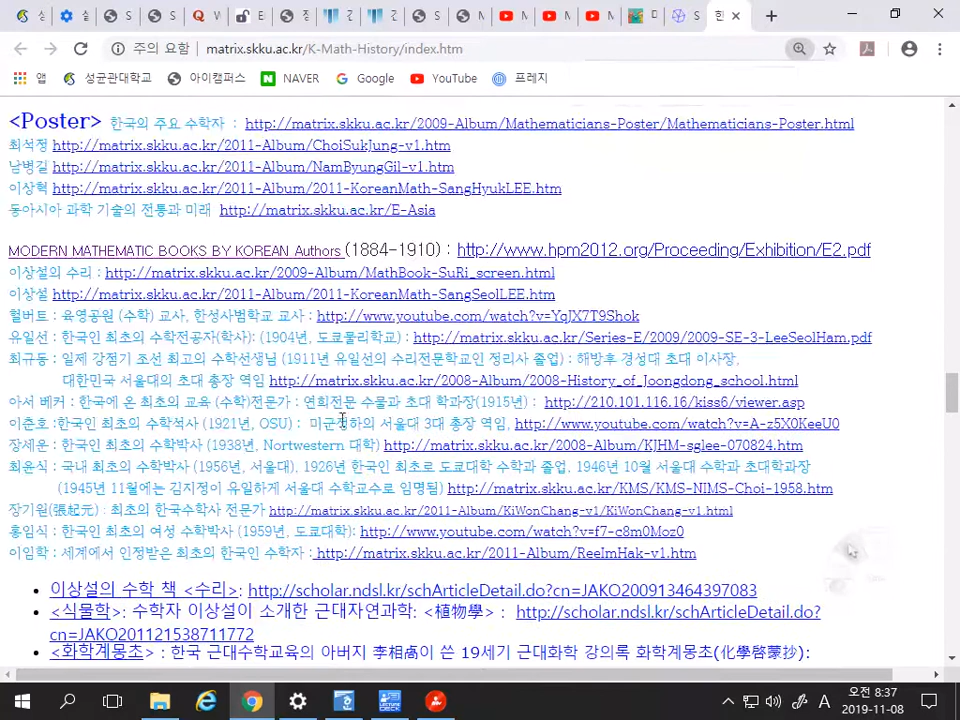 주의 요함 matrix.skku.ac.kr/K-Math-History/index.htm
앱 성균관대학교 아이캠퍼스 NAVER Google YouTube 프레지
<Poster> 한국의 주요 수학자 : http://matrix.skku.ac.kr/2009-Album/Mathematicians-Poster/Mathematicians-Poster.html
최석정 http://matrix.skku.ac.kr/2011-Album/ChoiSukJung-v1.htm
남병길 http://matrix.skku.ac.kr/2011-Album/NamByungGil-v1.htm
이상혁 http://matrix.skku.ac.kr/2011-Album/2011-KoreanMath-SangHyukLEE.htm
동아시아 과학 기술의 전통과 미래 http://matrix.skku.ac.kr/E-Asia
MODERN MATHEMATIC BOOKS BY KOREAN Authors (1884-1910) : http://www.hpm2012.org/Proceeding/Exhibition/E2.pdf
이상설의 수리 : http://matrix.skku.ac.kr/2009-Album/MathBook-SuRi_screen.html
이상설 http://matrix.skku.ac.kr/2011-Album/2011-KoreanMath-SangSeolLEE.htm
헐버트 : 육영공원 (수학) 교사, 한성사범학교 교사 : http://www.youtube.com/watch?v=YqJX7T9Shok
유일선 : 한국인 최초의 수학전공자(학사): (1904년, 도쿄물리학교) : http://matrix.skku.ac.kr/Series-E/2009/2009-SE-3-LeeSolHam.pdf
최규동 : 일제 강점기 조선 최고의 수학선생님 (1911년 유일선의 수리전문학교인 정리사 졸업) : 해방후 경성대 초대 이사장,
대한민국 서울대의 초대 총장 역임 http://matrix.skku.ac.kr/2008-Album/2008-History_of_Joongdong_school.html
아서 베커 : 한국에 온 최초의 교육 (수학)전문가 : 연희전문 수물과 초대 학과장(1915년) : http://210.101.116.16/kiss6/viewer.asp
이춘호 :한국인 최초의 수학석사 (1921년, OSU) : 미군정하의 서울대 3대 총장 역임, http://www.youtube.com/watch?v=A-z5X0KeeU0
장세운 : 한국인 최초의 수학박사 (1938년, Nortwestern 대학) http://matrix.skku.ac.kr/2008-Album/KJHM-sglee-070824.htm
최윤식 : 국내 최초의 수학박사 (1956년, 서울대), 1926년 한국인 최초로 도쿄대학 수학과 졸업, 1946년 10월 서울대 수학과 초대학과장
(1945년 11월에는 김지정이 유일하게 서울대 수학교수로 임명됨) http://matrix.skku.ac.kr/KMS/KMS-NIMS-Choi-1958.htm
장기원(張起元) : 최초의 한국수학사 전문가 http://matrix.skku.ac.kr/2011-Album/KiWonChang-v1/KiWonChang-v1.html
홍임식 : 한국인 최초의 여성 수학박사 (1959년, 도쿄대학): http://www.youtube.com/watch?v=f7-c8m0Moz0
이임학 : 세계에서 인정받은 최초의 한국인 수학자 : http://matrix.skku.ac.kr/2011-Album/ReeImHak-v1.htm
이상설의 수학 책 <수리>: http://scholar.ndsl.kr/schArticleDetail.do?cn=JAKO200913464397083
<식물학>: 수학자 이상설이 소개한 근대자연과학: <植物學> : http://scholar.ndsl.kr/schArticleDetail.do?
cn=JAKO201121538711772
<화학계몽초> : 한국 근대수학교육의 아버지 李相卨이 쓴 19세기 근대화학 강의록 화학계몽초(化學啓蒙抄):
A 오전 8:37
2019-11-08